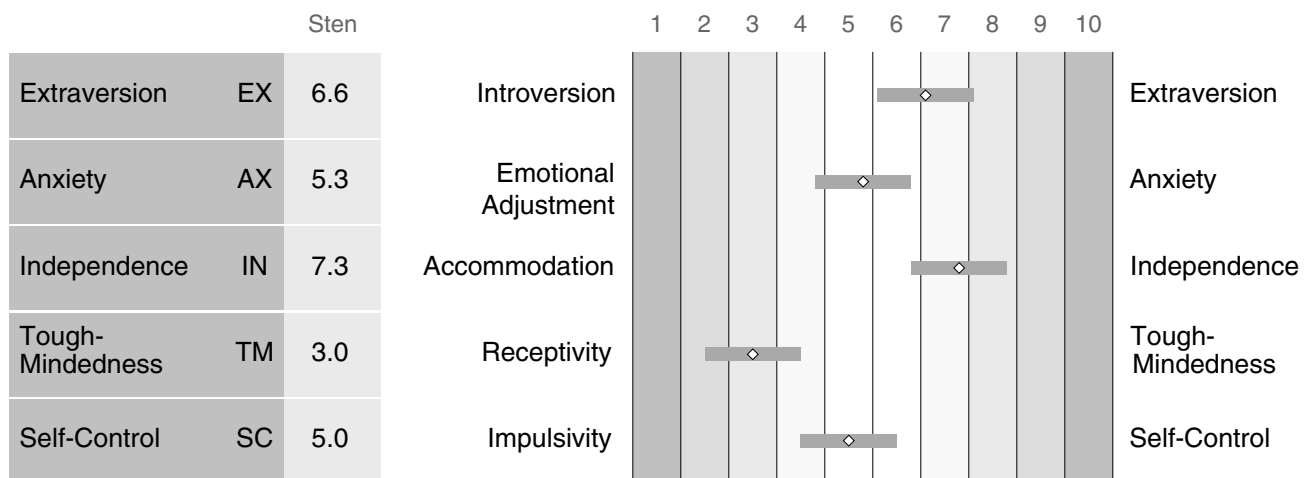 Sten 1 2 3 4 5 6 7 8 9 10
Extraversion EX 6.6 Introversion Extraversion
Anxiety AX 5.3 Emotional
Adjustment Anxiety
Independence IN 7.3 Accommodation Independence
Tough-
Mindedness TM 3.0 Receptivity Tough-
Mindedness
Self-Control SC 5.0 Impulsivity Self-Control